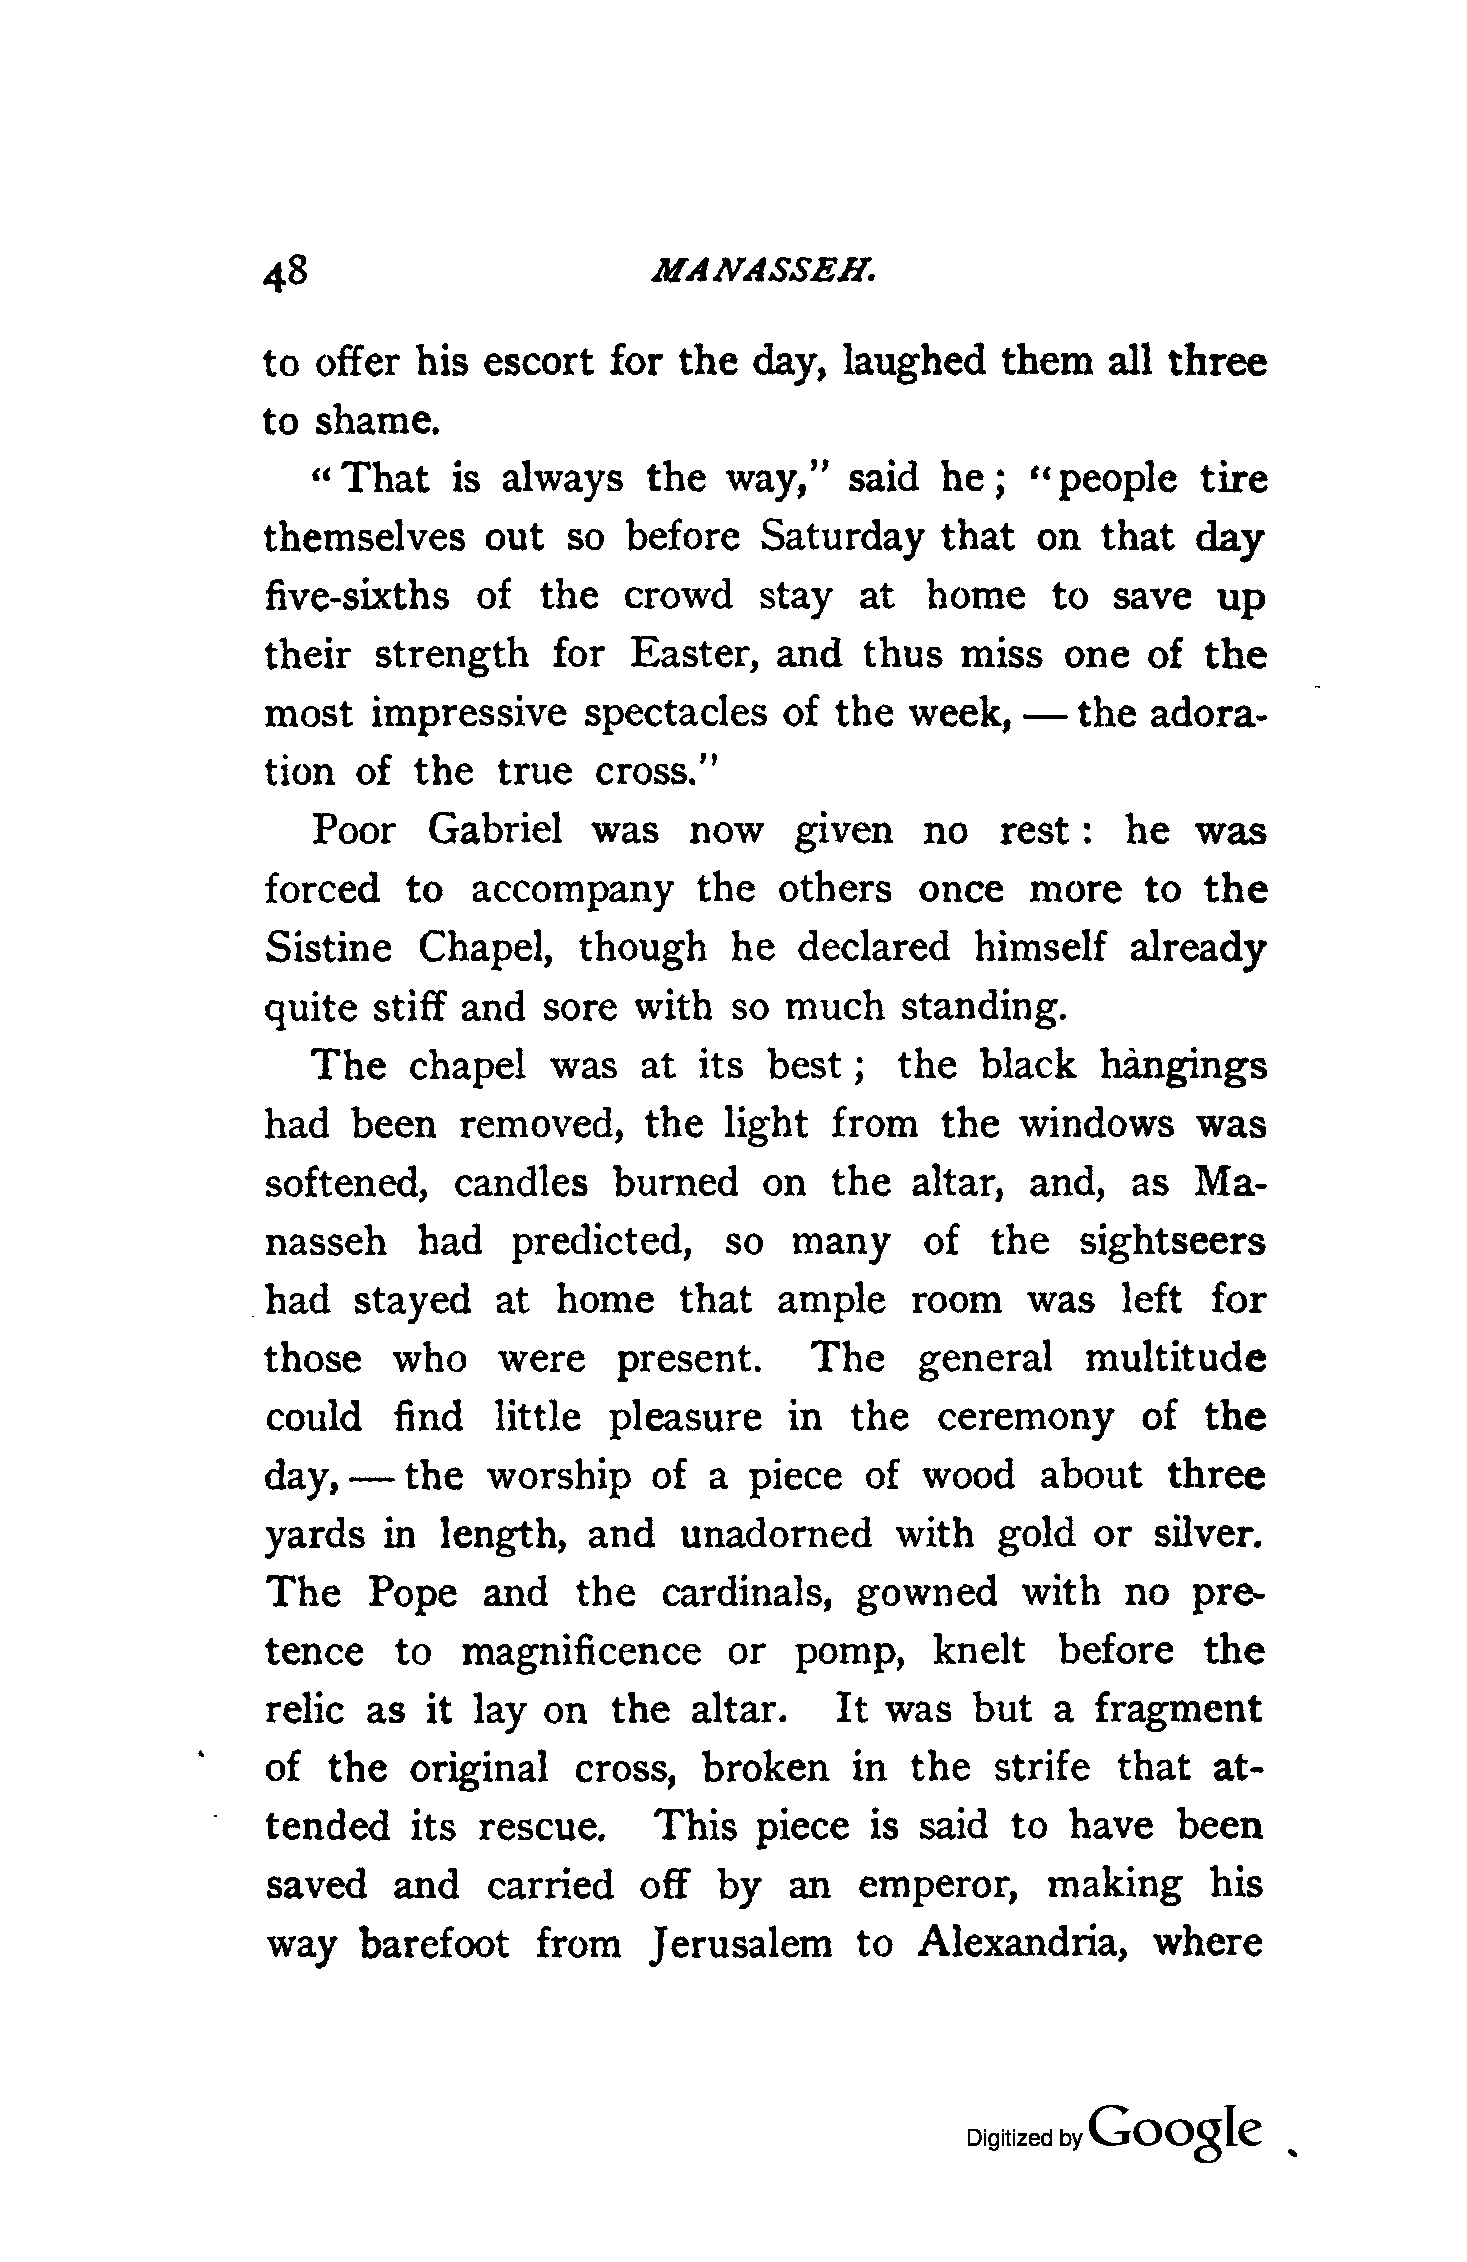 48 MANASSEH.
to offer his escort for the day, laughed them all three
to shame.
"That is always the way," said he; "people tire
themselves out so before Saturday that on that day
five-sixths of the crowd stay at home to save up
their strength for Easter, and thus miss one of the
most impressive spectacles of the week, — the adora-
tion of the true cross."
Poor Gabriel was now given no rest: he was
forced to accompany the others once more to the
Sistine Chapel, though he declared himself already
quite stiff and sore with so much standing.
The chapel was at its best; the black hangings
had been removed, the light from the windows was
softened, candles burned on the altar, and, as Ma-
nasseh had predicted, so many of the sightseers
had stayed at home that ample room was left for
those who were present. The general multitude
could find little pleasure in the ceremony of the
day, — the worship of a piece of wood about three
yards in length, and unadorned with gold or silver.
The Pope and the cardinals, gowned with no pre-
tence to magnificence or pomp, knelt before the
relic as it lay on the altar. It was but a fragment
of the original cross, broken in the strife that at-
tended its rescue. This piece is said to have been
saved and carried off by an emperor, making his
way barefoot from Jerusalem to Alexandria, where
Digitized by Google